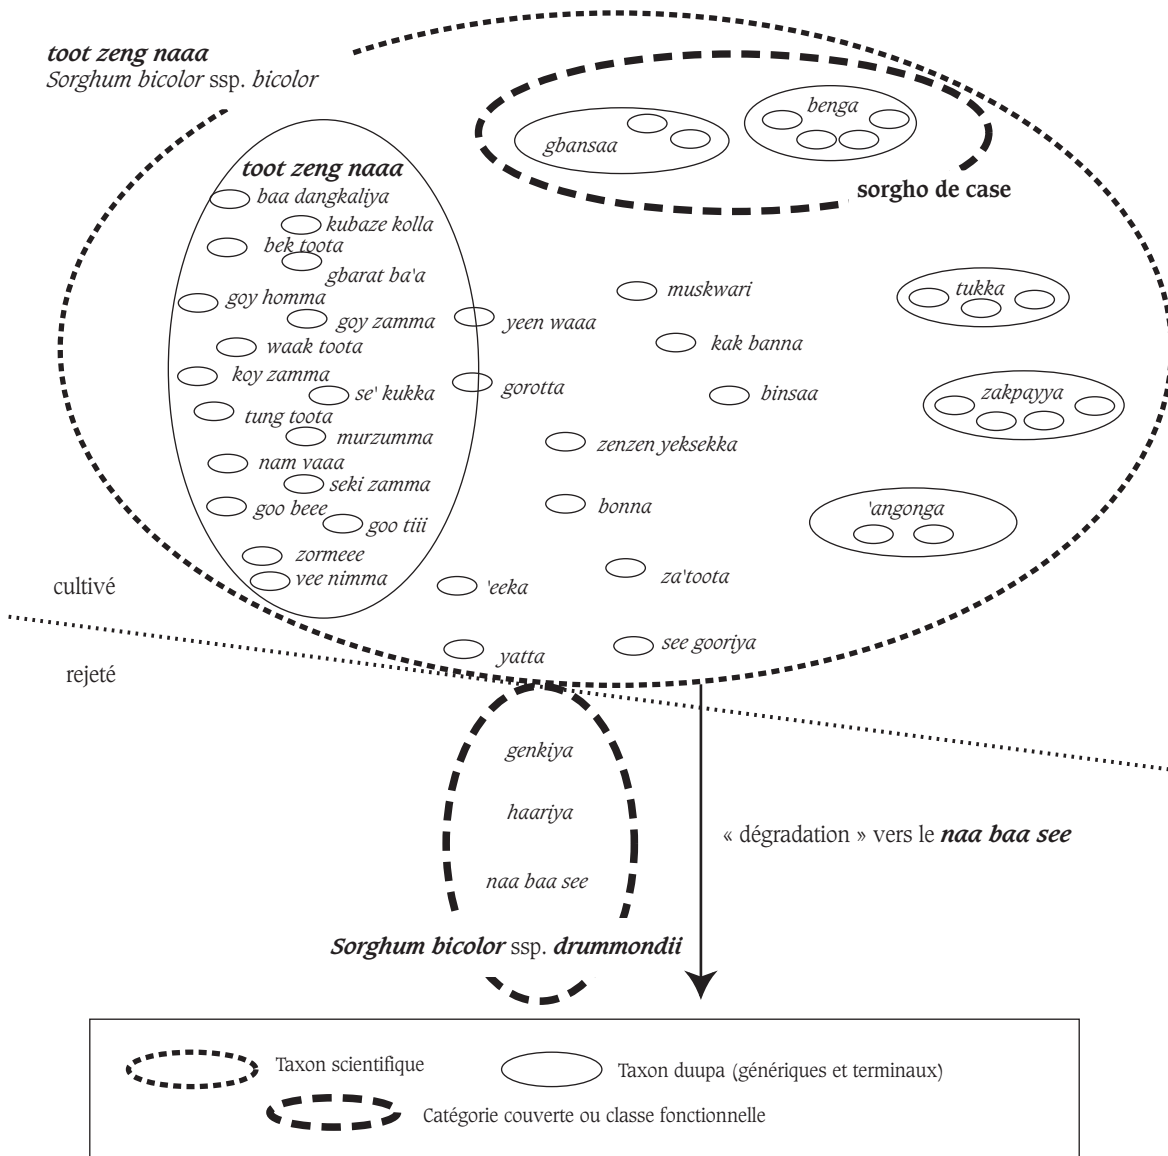 toot zeng naaa
Sorghum bicolor ssp. bicolor
benga
gbansaa
sorgho de case
toot zeng naaa
baa dangkaliya
kubaze kolla
bek toota
gbarat ba'a
goy homma
goy zamma
waak toota
koy zamma
se' kukka
tung toota
murzumma
nam vaaa
seki zamma
goo beee
goo tiii
zormeee
vee nimma
yeen waaa
gorotta
muskwari
kak banna
binsaa
zenzen yeksekka
bonna
za'toota
'eeka
yatta
see gooriya
tukka
zakpayya
'angonga
cultivé
rejeté
genkiya
haariya
naa baa see
« dégradation » vers le naa baa see
Sorghum bicolor ssp. drummondii
Taxon scientifique
Taxon duupa (génériques et terminaux)
Catégorie couverte ou classe fonctionnelle